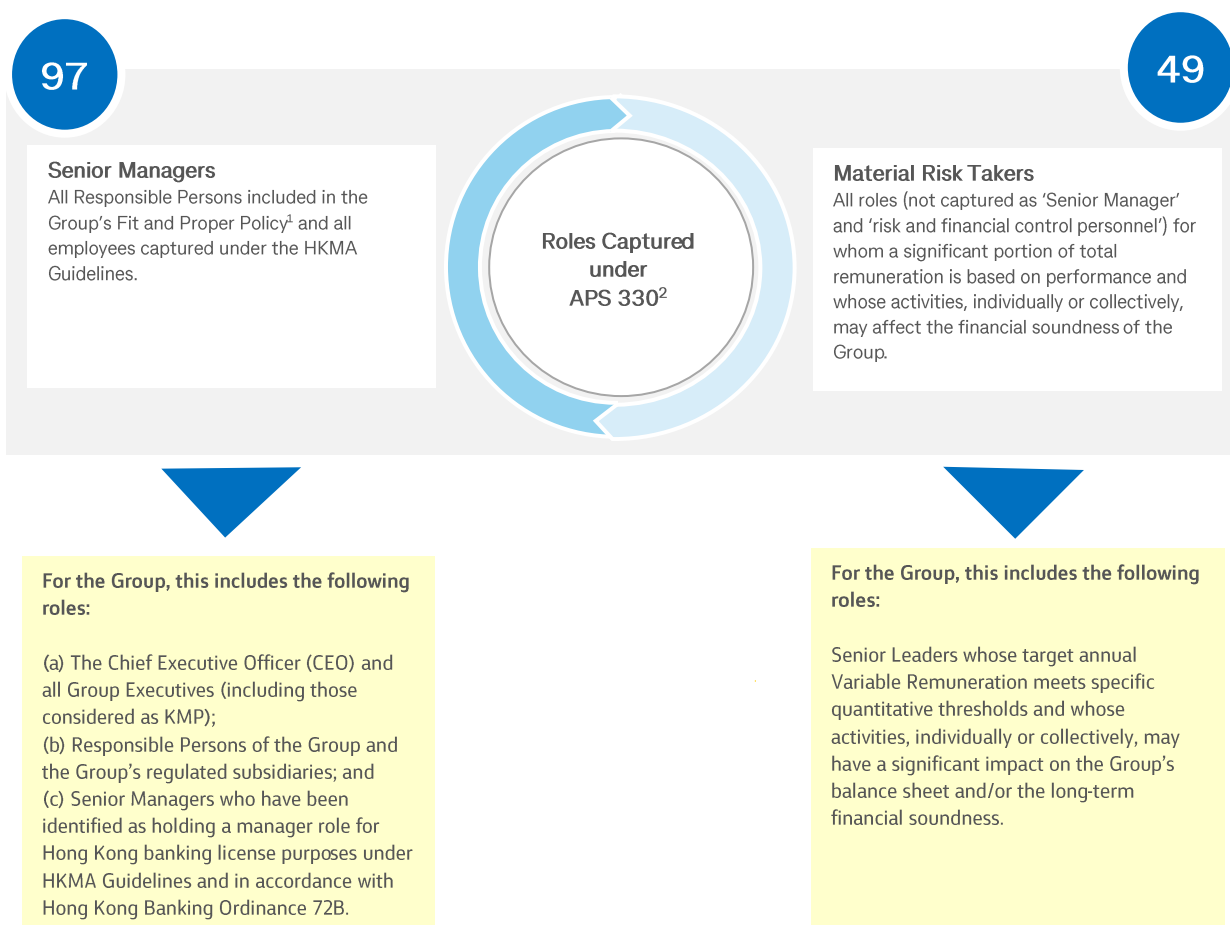 97
Senior Managers
All Responsible Persons included in the
Group's Fit and Proper Policy¹ and all
employees captured under the HKMA
Guidelines.
Roles Captured
under
APS 330²
49
Material Risk Takers
All roles (not captured as 'Senior Manager'
and 'risk and financial control personnel') for
whom a significant portion of total
remuneration is based on performance and
whose activities, individually or collectively,
may affect the financial soundness of the
Group.
For the Group, this includes the following
roles:
(a) The Chief Executive Officer (CEO) and
all Group Executives (including those
considered as KMP);
(b) Responsible Persons of the Group and
the Group's regulated subsidiaries; and
(c) Senior Managers who have been
identified as holding a manager role for
Hong Kong banking license purposes under
HKMA Guidelines and in accordance with
Hong Kong Banking Ordinance 72B.
For the Group, this includes the following
roles:
Senior Leaders whose target annual
Variable Remuneration meets specific
quantitative thresholds and whose
activities, individually or collectively, may
have a significant impact on the Group's
balance sheet and/or the long-term
financial soundness.